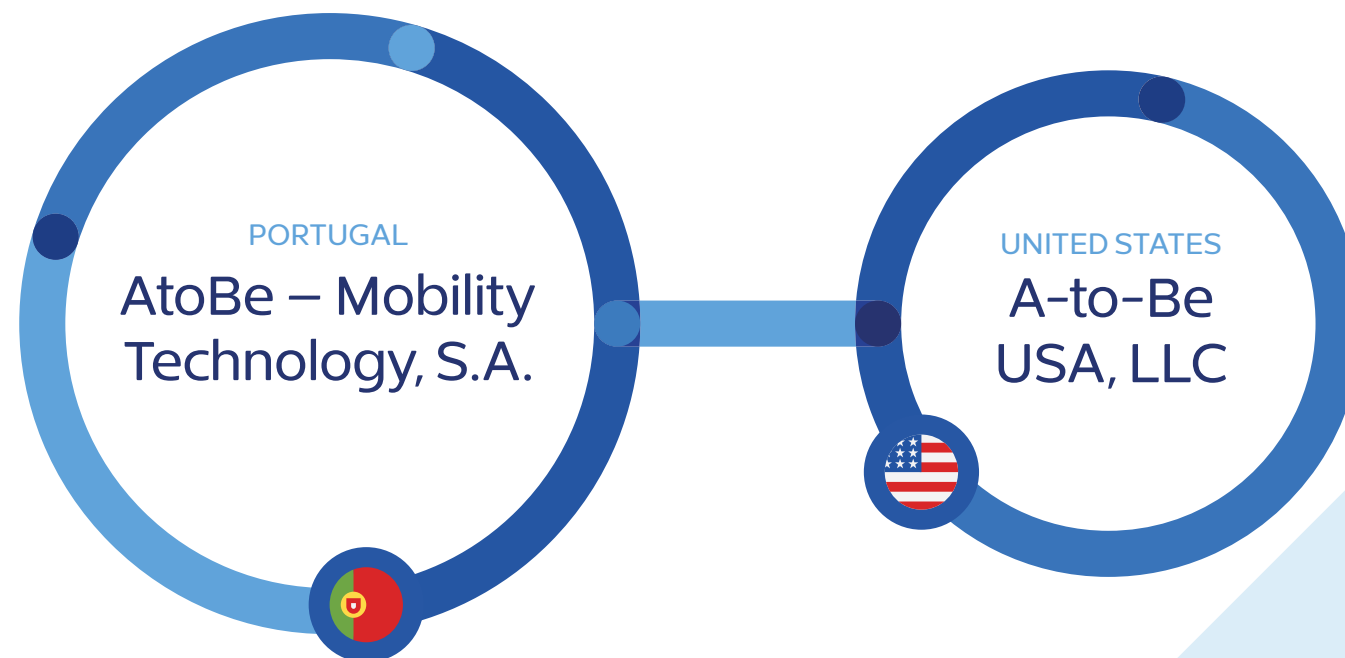 PORTUGAL
AtoBe – Mobility
Technology, S.A.
UNITED STATES
A-to-Be
USA, LLC